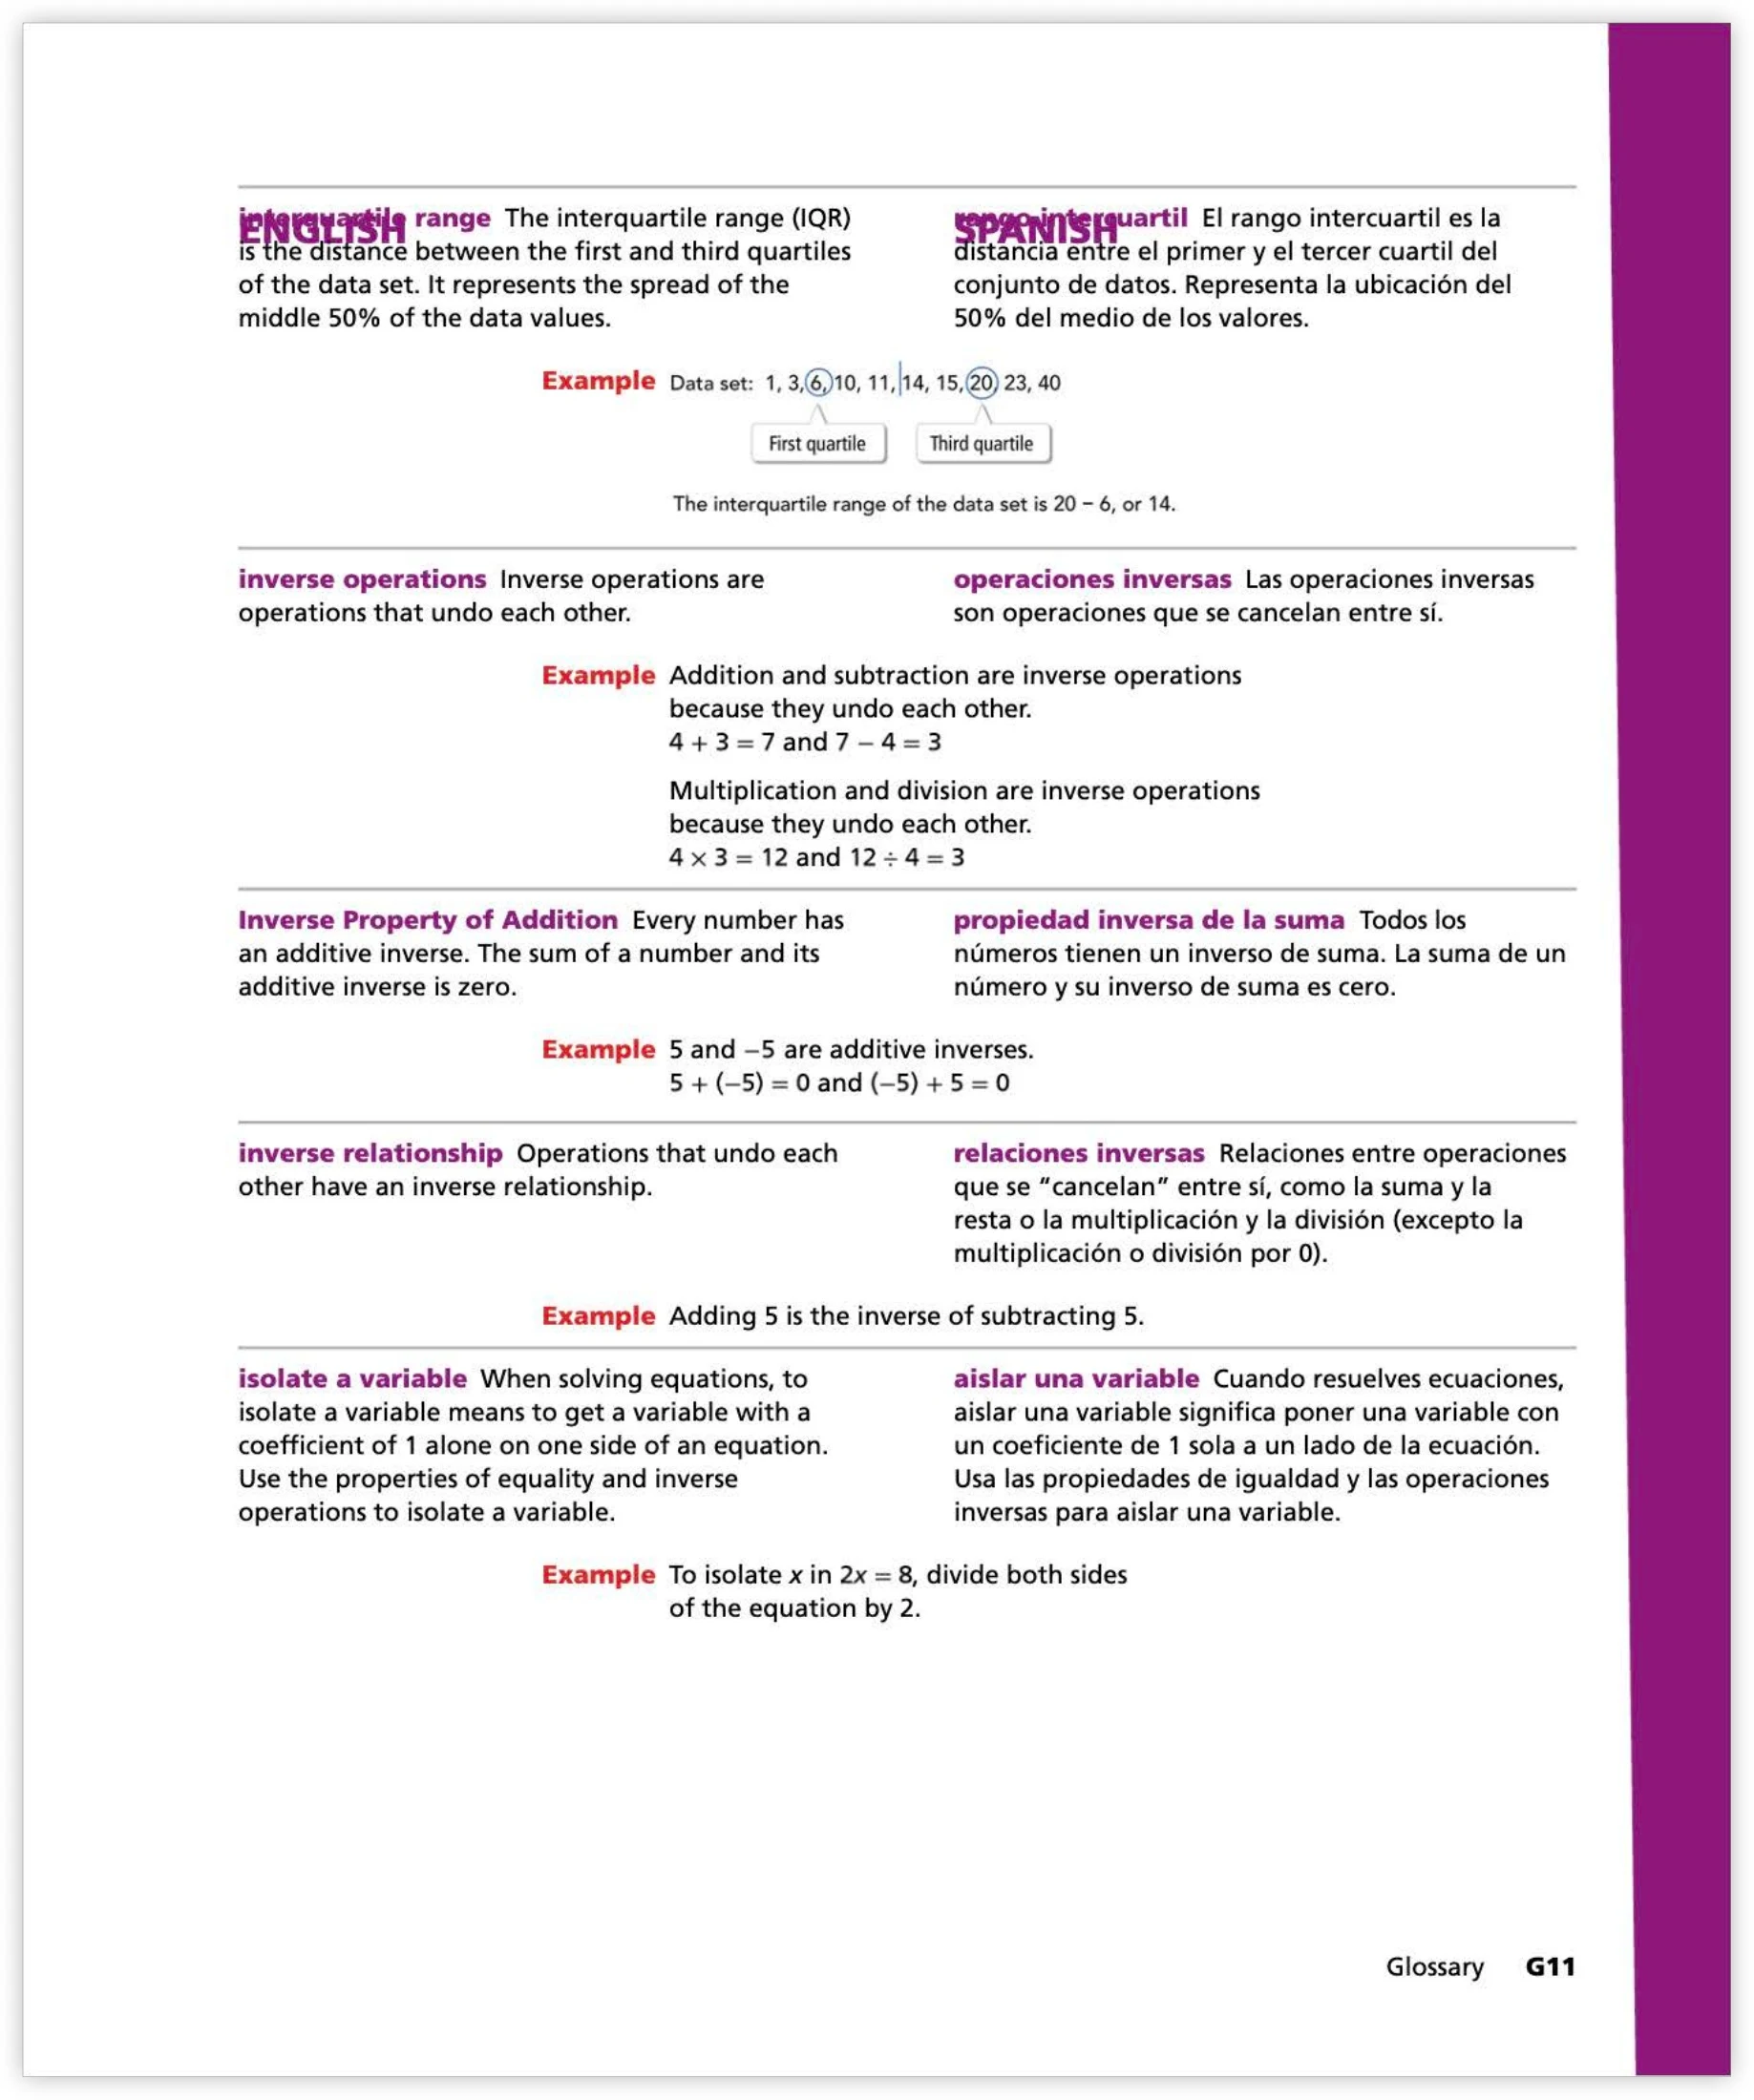 ENGLISH
SPANISH
interquartile range The interquartile range (IQR)
is the distance between the first and third quartiles
of the data set. It represents the spread of the
middle 50% of the data values.
rango interquartil El rango intercuartil es la
distancia entre el primer y el tercer cuartil del
conjunto de datos. Representa la ubicación del
50% del medio de los valores.
Example Data set: 1, 3, 6, 10, 11, 14, 15, 20, 23, 40
First quartile
Third quartile
The interquartile range of the data set is 20 − 6, or 14.
inverse operations Inverse operations are
operations that undo each other.
operaciones inversas Las operaciones inversas
son operaciones que se cancelan entre sí.
Example Addition and subtraction are inverse operations
because they undo each other.
4 + 3 = 7 and 7 − 4 = 3
Multiplication and division are inverse operations
because they undo each other.
4 × 3 = 12 and 12 ÷ 4 = 3
Inverse Property of Addition Every number has
an additive inverse. The sum of a number and its
additive inverse is zero.
propiedad inversa de la suma Todos los
números tienen un inverso de suma. La suma de un
número y su inverso de suma es cero.
Example 5 and −5 are additive inverses.
5 + (−5) = 0 and (−5) + 5 = 0
inverse relationship Operations that undo each
other have an inverse relationship.
relaciones inversas Relaciones entre operaciones
que se “cancelan” entre sí, como la suma y la
resta o la multiplicación y la división (excepto la
multiplicación o división por 0).
Example Adding 5 is the inverse of subtracting 5.
isolate a variable When solving equations, to
isolate a variable means to get a variable with a
coefficient of 1 alone on one side of an equation.
Use the properties of equality and inverse
operations to isolate a variable.
aislar una variable Cuando resuelves ecuaciones,
aislar una variable significa poner una variable con
un coeficiente de 1 sola a un lado de la ecuación.
Usa las propiedades de igualdad y las operaciones
inversas para aislar una variable.
Example To isolate x in 2x = 8, divide both sides
of the equation by 2.
Glossary G11